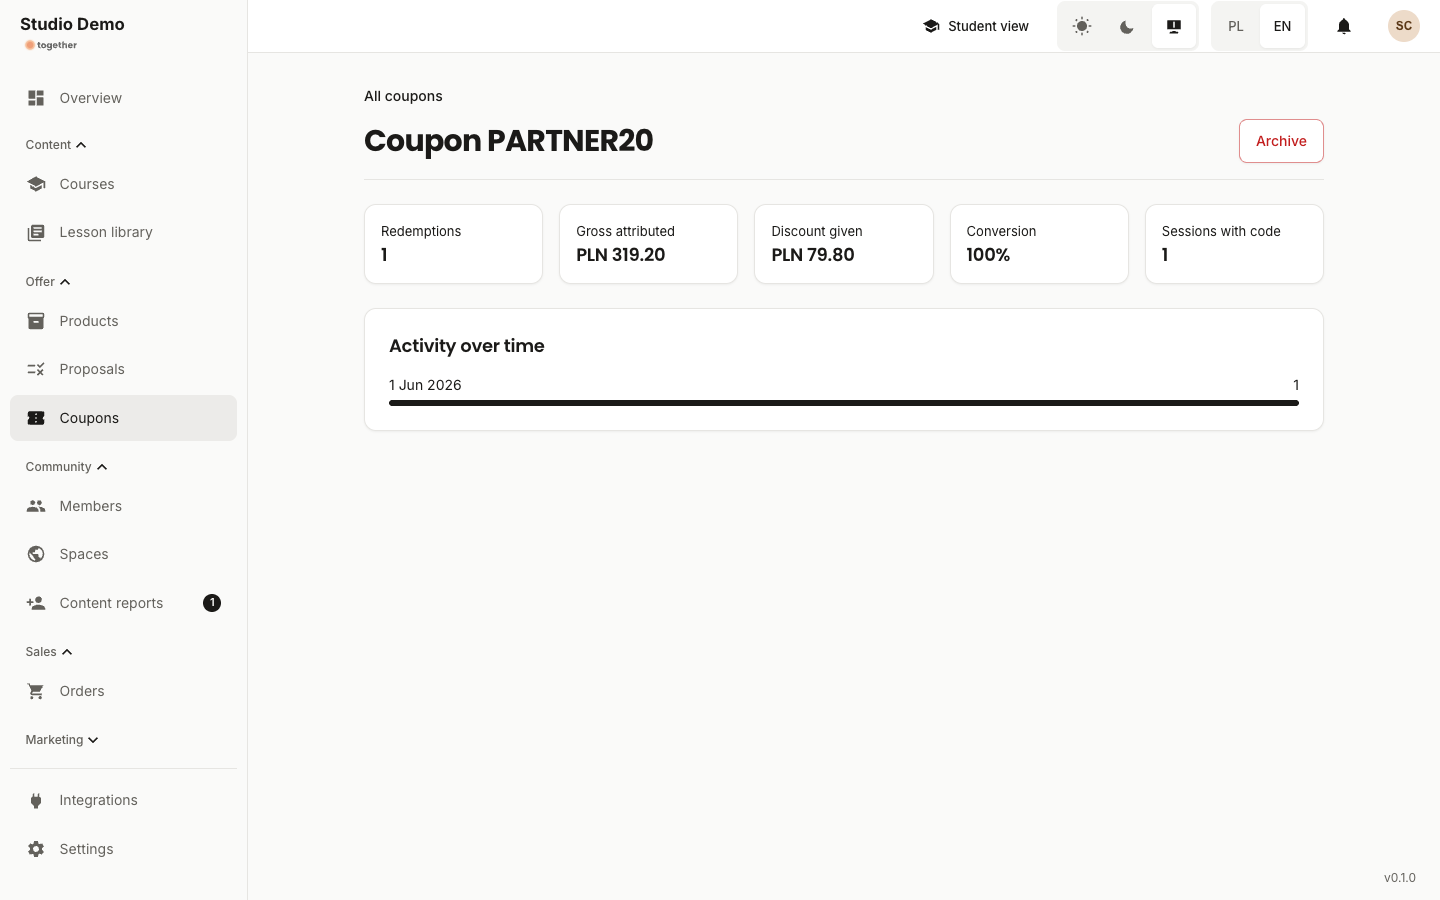 Studio Demo
together
Student view
PL
EN
SC
Overview
Content
Courses
Lesson library
Offer
Products
Proposals
Coupons
Community
Members
Spaces
Content reports
1
Sales
Orders
Marketing
Integrations
Settings
All coupons
Coupon PARTNER20
Archive
Redemptions
1
Gross attributed
PLN 319.20
Discount given
PLN 79.80
Conversion
100%
Sessions with code
1
Activity over time
1 Jun 2026
1
v0.1.0